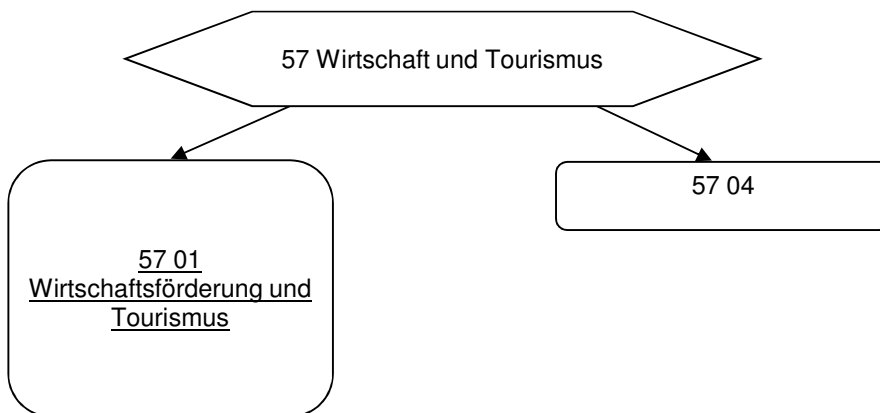 57 Wirtschaft und Tourismus
57 04
57 01
Wirtschaftsförderung und
Tourismus